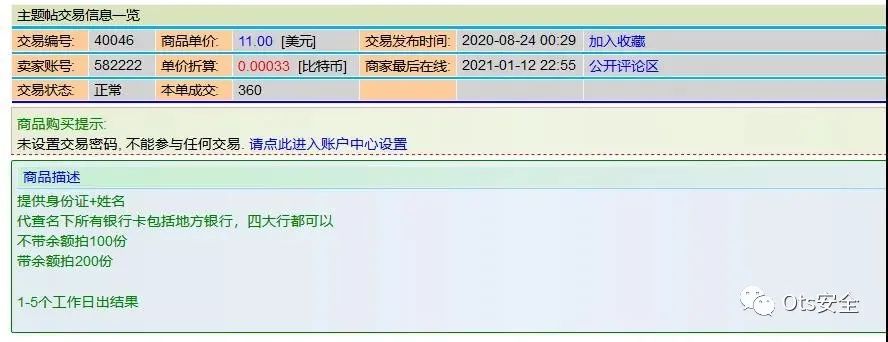 主题帖交易信息一览
交易编号: 40046 商品单价: 11.00 [美元] 交易发布时间: 2020-08-24 00:29 加入收藏
卖家账号: 582222 单价折算: 0.00033 [比特币] 商家最后在线: 2021-01-12 22:55 公开评论区
交易状态: 正常 本单成交: 360
商品购买提示:
未设置交易密码, 不能参与任何交易. 请点此进入账户中心设置
商品描述
提供身份证+姓名
代查名下所有银行卡包括地方银行，四大行都可以
不带余额拍100份
带余额拍200份
1-5个工作日出结果
Ots安全